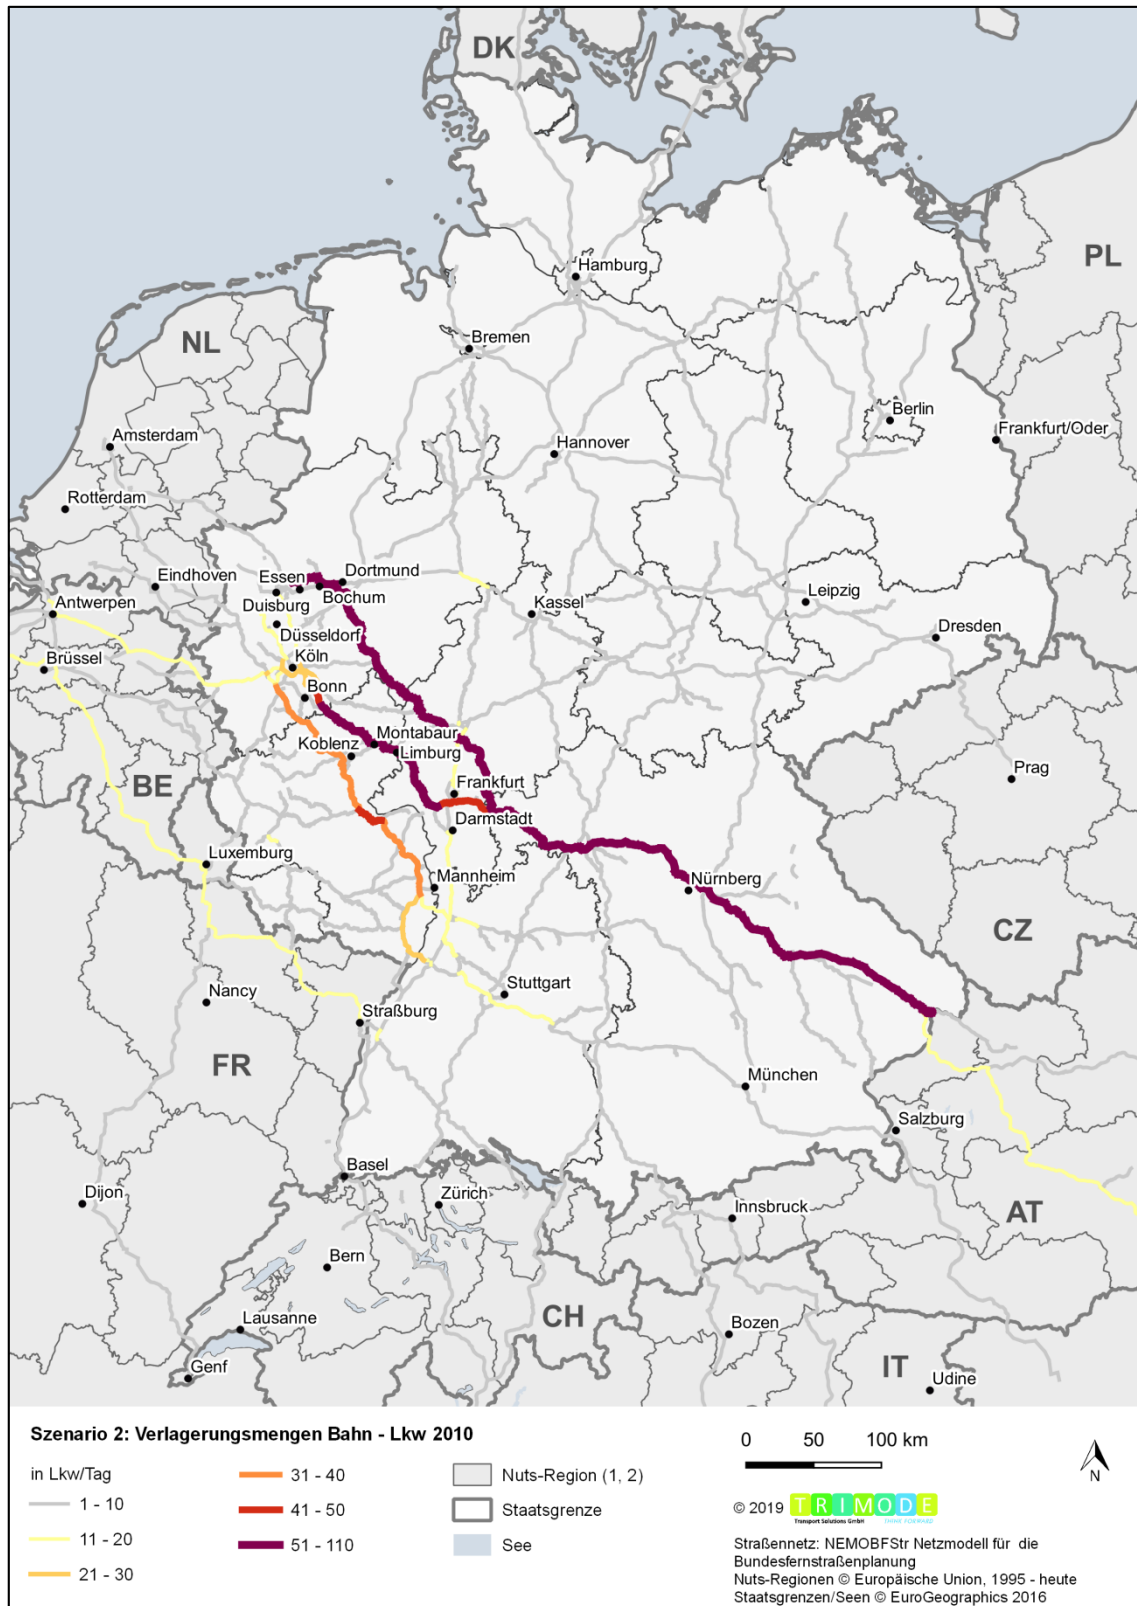 DK
PL
Hamburg
Bremen
NL
Berlin
Amsterdam
Hannover
Frankfurt/Oder
Rotterdam
Eindhoven
Essen
Dortmund
Bochum
Antwerpen
Duisburg
Kassel
Leipzig
Düsseldorf
Dresden
Brüssel
Köln
Bonn
Montabaur
Koblenz
Limburg
BE
Prag
Frankfurt
Darmstadt
Luxemburg
Mannheim
Nürnberg
CZ
Nancy
Stuttgart
Straßburg
FR
München
Salzburg
Basel
Dijon
Zürich
Innsbruck
AT
Bern
CH
Lausanne
Bozen
Genf
IT
Udine
Szenario 2: Verlagerungsmengen Bahn - Lkw 2010
in Lkw/Tag
1 - 10
11 - 20
21 - 30
31 - 40
41 - 50
51 - 110
Nuts-Region (1, 2)
Staatsgrenze
See
0 50 100 km
N
© 2019 TRIMODE
Transport Solutions GmbH THINK FORWARD
Straßennetz: NEMOBFStr Netzmodell für die
Bundesfernstraßenplanung
Nuts-Regionen © Europäische Union, 1995 - heute
Staatsgrenzen/Seen © EuroGeographics 2016